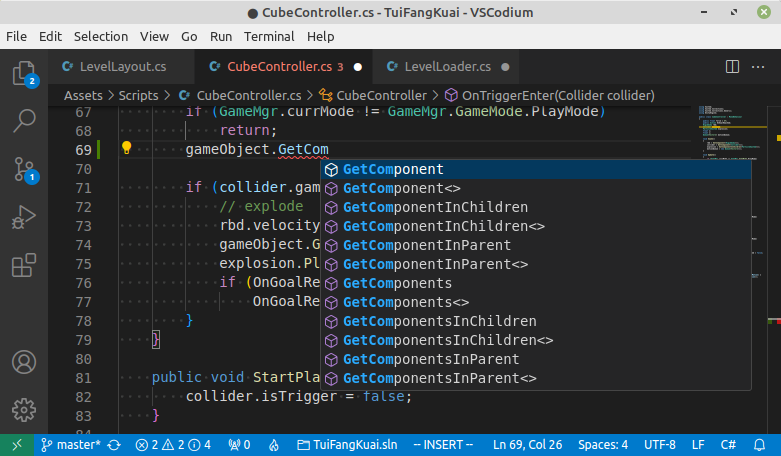 ● CubeController.cs - TuiFangKuai - VSCodium
File Edit Selection View Go Run Terminal Help
C# LevelLayout.cs C# CubeController.cs 3 ● C# LevelLoader.cs ●
Assets > Scripts > C# CubeController.cs > CubeController > OnTriggerEnter(Collider collider)
67 if (GameMgr.currMode != GameMgr.GameMode.PlayMode)
68 return;
69 gameObject.GetCom
70
71 if (collider.gam
72 // explode
73 rbd.velocity
74 gameObject.G
75 explosion.Pl
76 if (OnGoalRe
77 OnGoalRe
78 }
79 }
80
81 public void StartPla
82 collider.isTrigger = false;
83 }
84
GetComponent
GetComponent<>
GetComponentInChildren
GetComponentInChildren<>
GetComponentInParent
GetComponentInParent<>
GetComponents
GetComponents<>
GetComponentsInChildren
GetComponentsInChildren<>
GetComponentsInParent
GetComponentsInParent<>
2
1
master* 2 2 4 0 TuiFangKuai.sln -- INSERT -- Ln 69, Col 26 Spaces: 4 UTF-8 LF C#